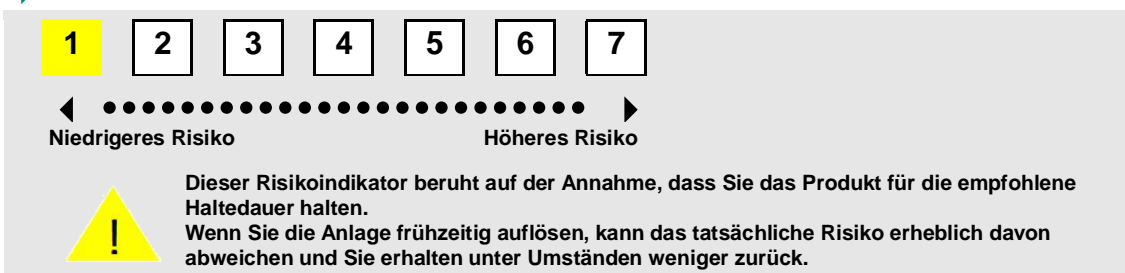 1 2 3 4 5 6 7
Niedrigeres Risiko Höheres Risiko
Dieser Risikoindikator beruht auf der Annahme, dass Sie das Produkt für die empfohlene
Haltedauer halten.
! Wenn Sie die Anlage frühzeitig auflösen, kann das tatsächliche Risiko erheblich davon
abweichen und Sie erhalten unter Umständen weniger zurück.